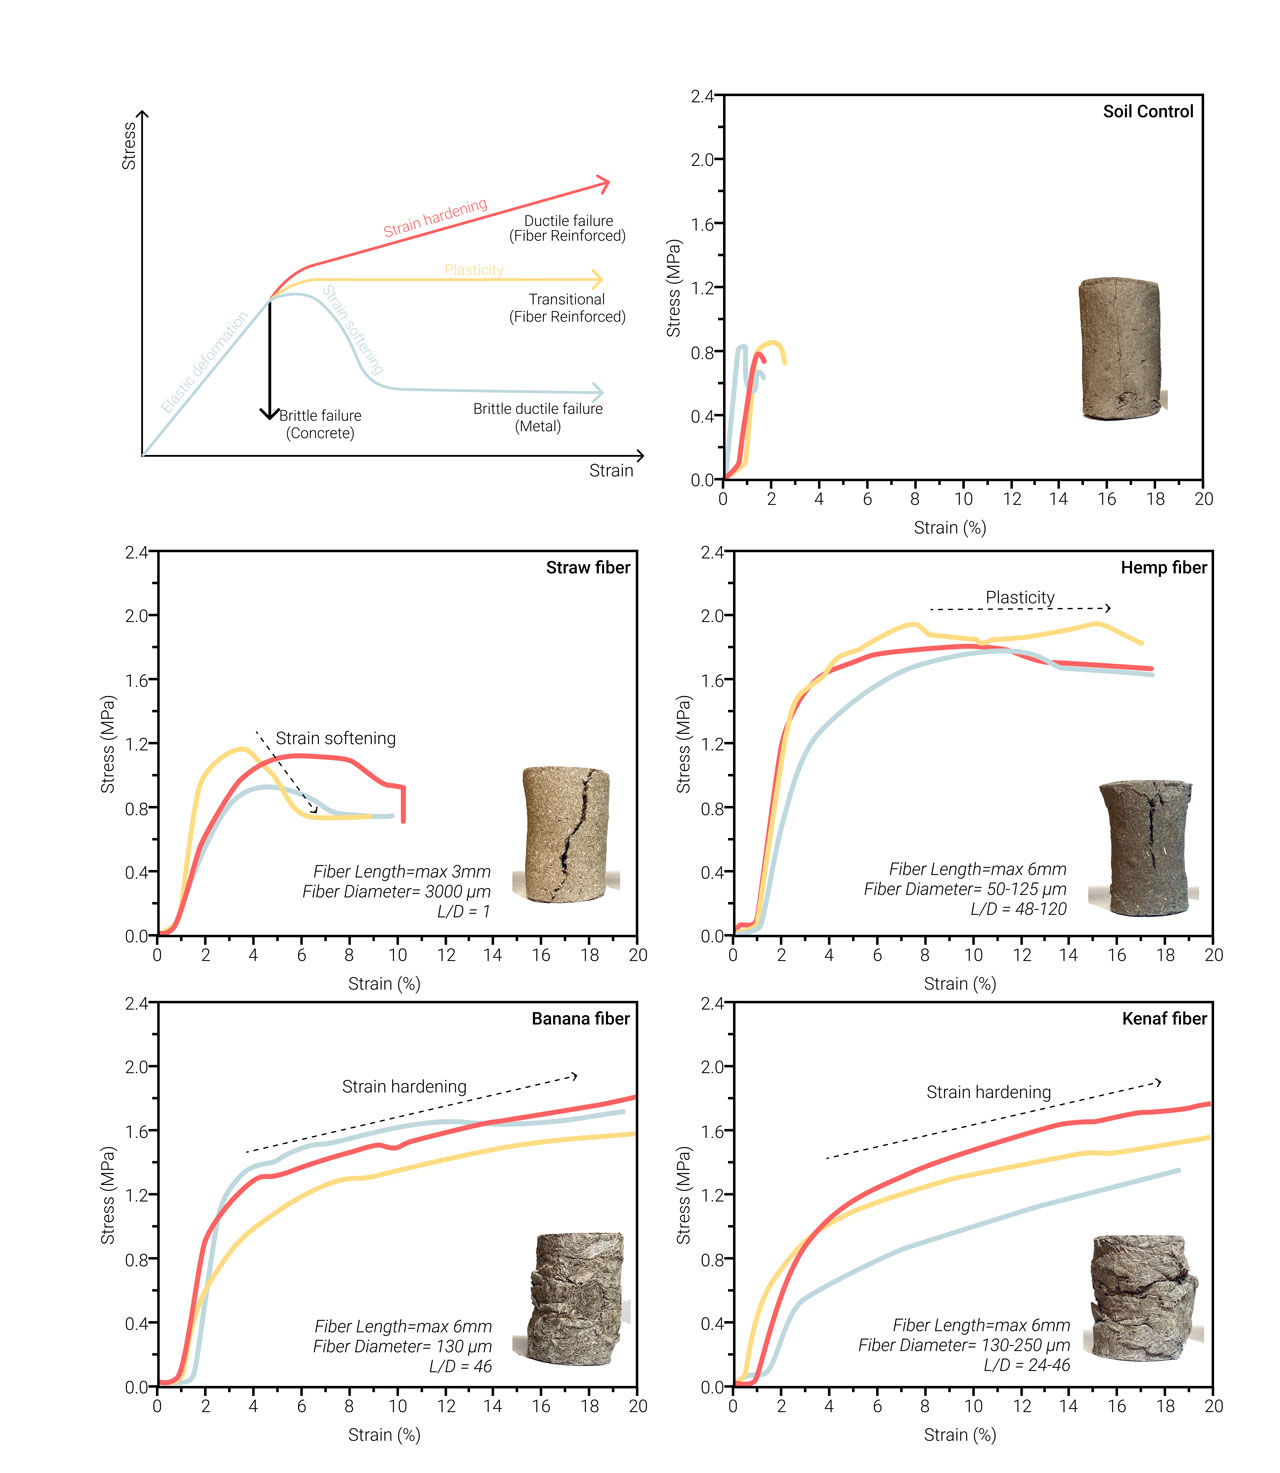 Stress
Strain hardening
Ductile failure
(Fiber Reinforced)
Plasticity
Transitional
(Fiber Reinforced)
Strain softening
Elastic deformation
Brittle failure
(Concrete)
Brittle ductile failure
(Metal)
Strain
Soil Control
Stress (MPa)
2.4
2.0
1.6
1.2
0.8
0.4
0.0
0 2 4 6 8 10 12 14 16 18 20
Strain (%)
Straw fiber
Stress (MPa)
2.4
2.0
1.6
1.2
0.8
0.4
0.0
Strain softening
Fiber Length=max 3mm
Fiber Diameter= 3000 µm
L/D = 1
0 2 4 6 8 10 12 14 16 18 20
Strain (%)
Hemp fiber
Stress (MPa)
2.4
2.0
1.6
1.2
0.8
0.4
0.0
Plasticity
Fiber Length=max 6mm
Fiber Diameter= 50-125 µm
L/D = 48-120
0 2 4 6 8 10 12 14 16 18 20
Strain (%)
Banana fiber
Stress (MPa)
2.4
2.0
1.6
1.2
0.8
0.4
0.0
Strain hardening
Fiber Length=max 6mm
Fiber Diameter= 130 µm
L/D = 46
0 2 4 6 8 10 12 14 16 18 20
Strain (%)
Kenaf fiber
Stress (MPa)
2.4
2.0
1.6
1.2
0.8
0.4
0.0
Strain hardening
Fiber Length=max 6mm
Fiber Diameter= 130-250 µm
L/D = 24-46
0 2 4 6 8 10 12 14 16 18 20
Strain (%)